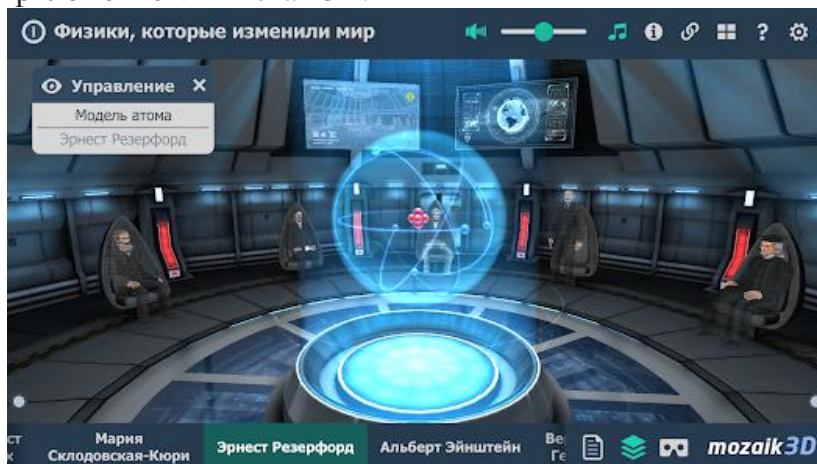 Физики, которые изменили мир
?
Управление ×
Модель атома
Эрнест Резерфорд
Мария
Склодовская-Кюри
Эрнест Резерфорд
Альберт Эйнштейн
mozaik3D